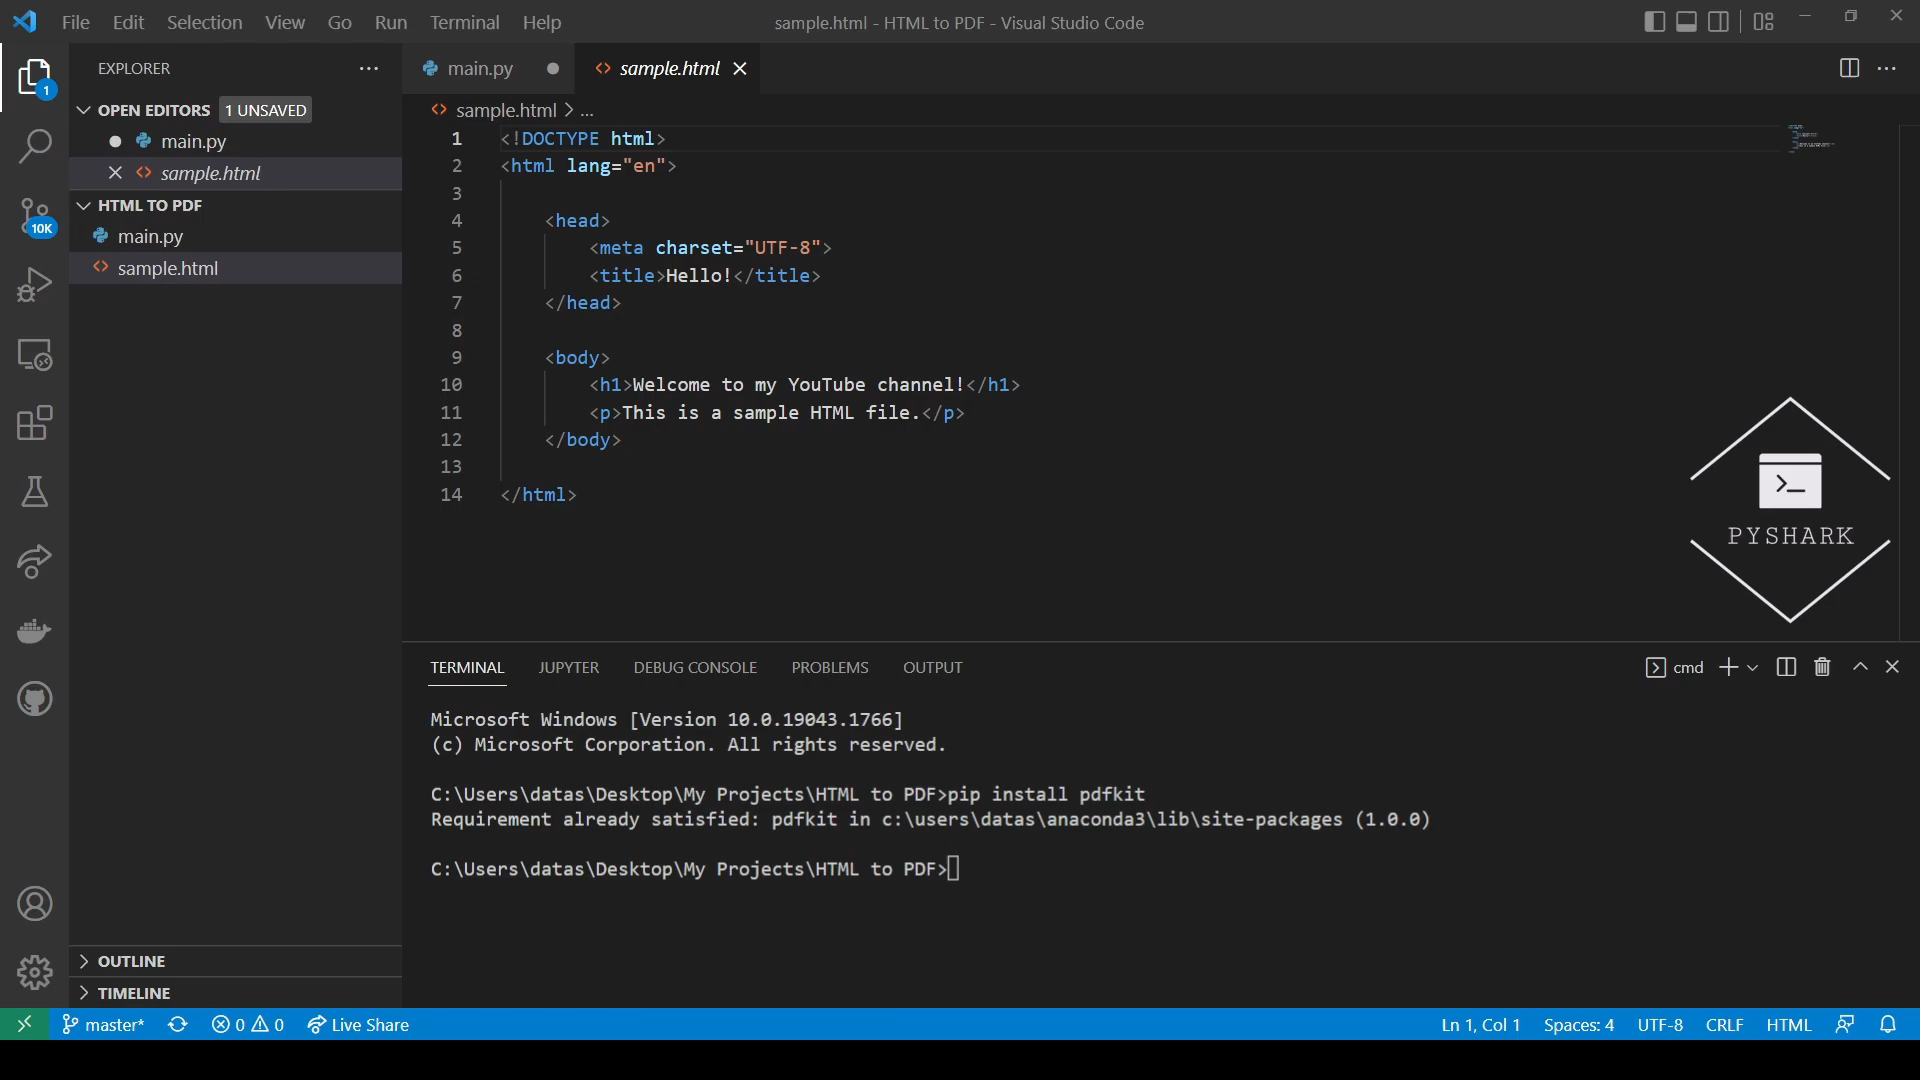 File Edit Selection View Go Run Terminal Help
sample.html - HTML to PDF - Visual Studio Code
EXPLORER
main.py
sample.html
1
OPEN EDITORS 1 UNSAVED
main.py
sample.html
HTML TO PDF
main.py
sample.html
10K
sample.html > ...
1 <!DOCTYPE html>
2 <html lang="en">
3
4 <head>
5 <meta charset="UTF-8">
6 <title>Hello!</title>
7 </head>
8
9 <body>
10 <h1>Welcome to my YouTube channel!</h1>
11 <p>This is a sample HTML file.</p>
12 </body>
13
14 </html>
PYSHARK
TERMINAL JUPYTER DEBUG CONSOLE PROBLEMS OUTPUT
cmd
Microsoft Windows [Version 10.0.19043.1766]
(c) Microsoft Corporation. All rights reserved.
C:\Users\datas\Desktop\My Projects\HTML to PDF>pip install pdfkit
Requirement already satisfied: pdfkit in c:\users\datas\anaconda3\lib\site-packages (1.0.0)
C:\Users\datas\Desktop\My Projects\HTML to PDF>
OUTLINE
TIMELINE
master* 0 0 Live Share
Ln 1, Col 1 Spaces: 4 UTF-8 CRLF HTML